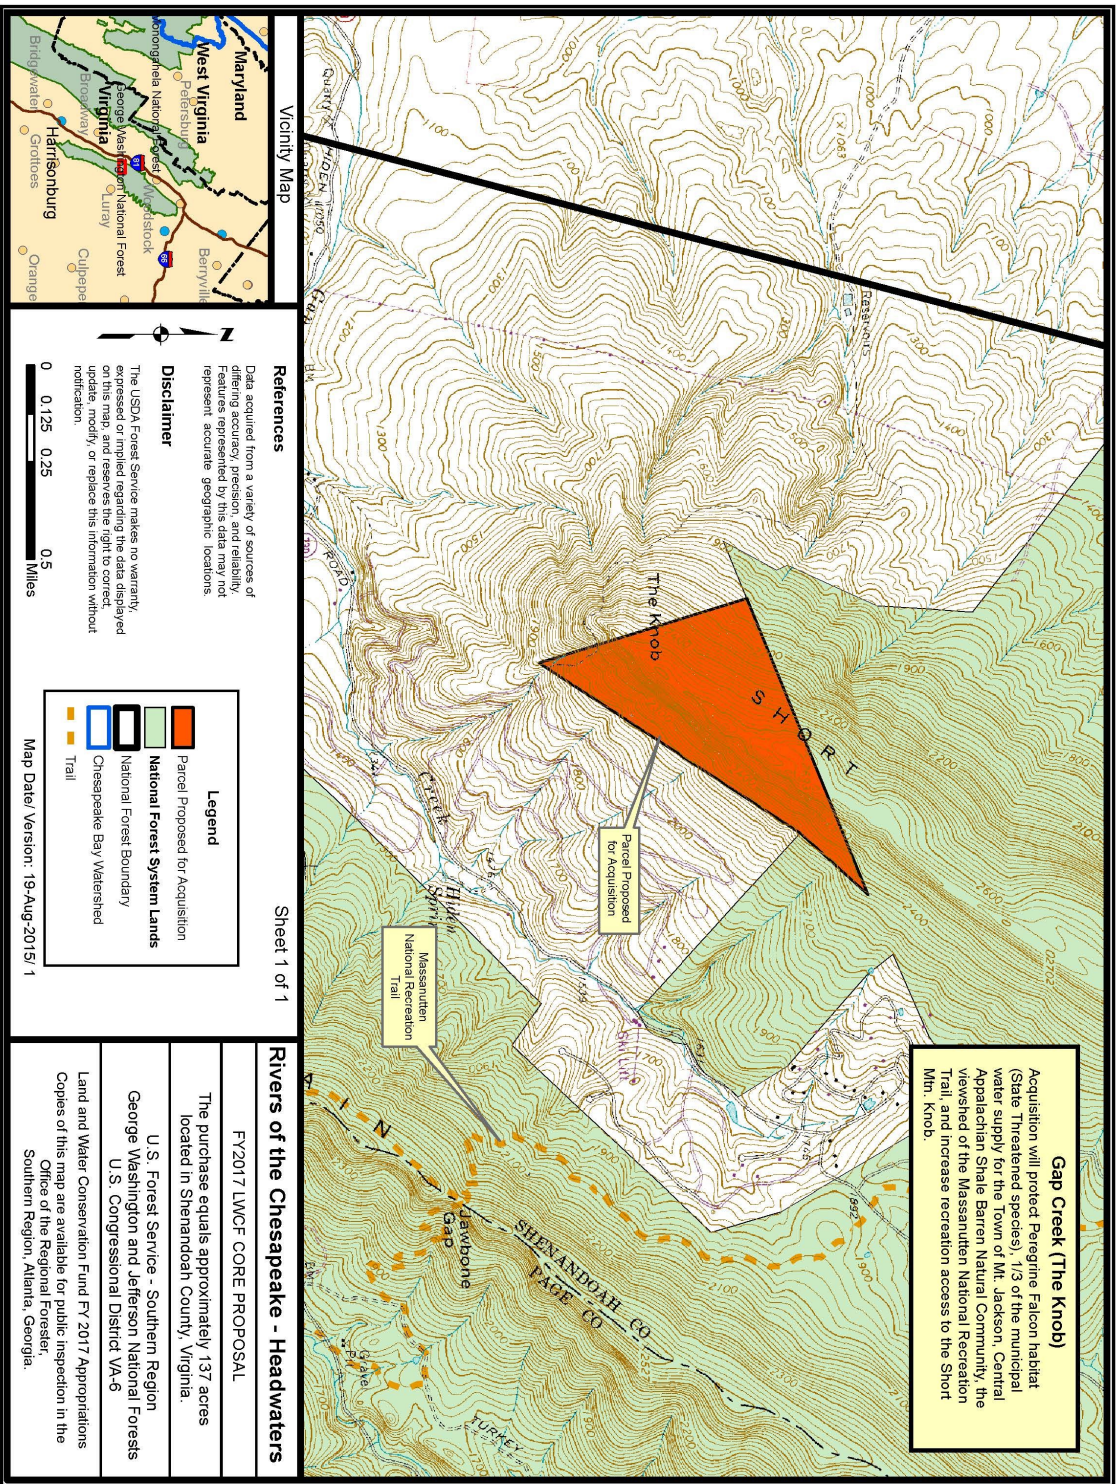 Gap Creek (The Knob)
Acquisition will protect Peregrine Falcon habitat
(State Threatened species), 1/3 of the municipal
water supply for the Town of Mt. Jackson, Central
Appalachian Shale Barren Natural Community, the
viewshed of the Massanutten National Recreation
Trail, and increase recreation access to the Short
Mtn. Knob.
Reservoirs
The Knob
SHORT
Parcel Proposed
for Acquisition
Massanutten
National Recreation
Trail
Creek
Gap
ROAD
Jawbone
Gap
SHENANDOAH CO
PAGE CO
Grave
TURKEY
Vicinity Map
Maryland
West Virginia
Petersburg
Monongahela National Forest
George Washington National Forest
Virginia
Woodstock
Berryville
Broadway
Luray
Culpeper
Bridgewater
Harrisonburg
Grottoes
Orange
81
66
References
Data acquired from a variety of sources of
differing accuracy, precision, and reliability.
Features represented by this data may not
represent accurate geographic locations.
Disclaimer
The USDA Forest Service makes no warranty,
expressed or implied regarding the data displayed
on this map, and reserves the right to correct,
update, modify, or replace this information without
notification.
N
0 0.125 0.25 0.5
Miles
Sheet 1 of 1
Legend
Parcel Proposed for Acquisition
National Forest System Lands
National Forest Boundary
Chesapeake Bay Watershed
Trail
Map Date/ Version: 19-Aug-2015/ 1
Rivers of the Chesapeake - Headwaters
FY2017 LWCF CORE PROPOSAL
The purchase equals approximately 137 acres
located in Shenandoah County, Virginia.
U.S. Forest Service - Southern Region
George Washington and Jefferson National Forests
U.S. Congressional District VA-6
Land and Water Conservation Fund FY 2017 Appropriations
Copies of this map are available for public inspection in the
Office of the Regional Forester,
Southern Region, Atlanta, Georgia.